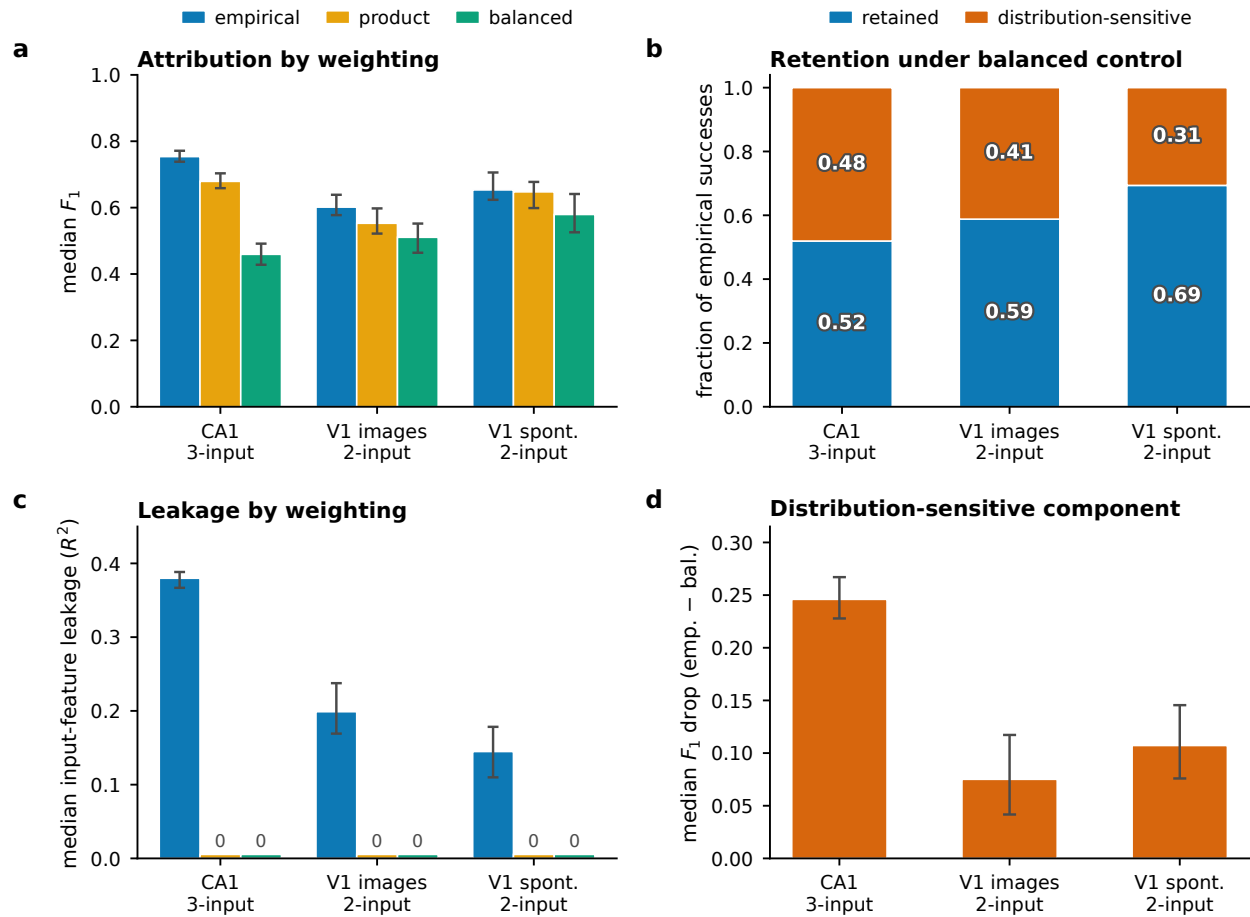 empirical product balanced
retained distribution-sensitive
a
Attribution by weighting
median F₁
1.0
0.8
0.6
0.4
0.2
0.0
CA1
3-input
V1 images
2-input
V1 spont.
2-input
b
Retention under balanced control
fraction of empirical successes
1.0
0.8
0.6
0.4
0.2
0.0
0.48
0.41
0.31
0.52
0.59
0.69
CA1
3-input
V1 images
2-input
V1 spont.
2-input
c
Leakage by weighting
median input-feature leakage (R²)
0.4
0.3
0.2
0.1
0.0
0 0 0 0 0 0
CA1
3-input
V1 images
2-input
V1 spont.
2-input
d
Distribution-sensitive component
median F₁ drop (emp. − bal.)
0.30
0.25
0.20
0.15
0.10
0.05
0.00
CA1
3-input
V1 images
2-input
V1 spont.
2-input